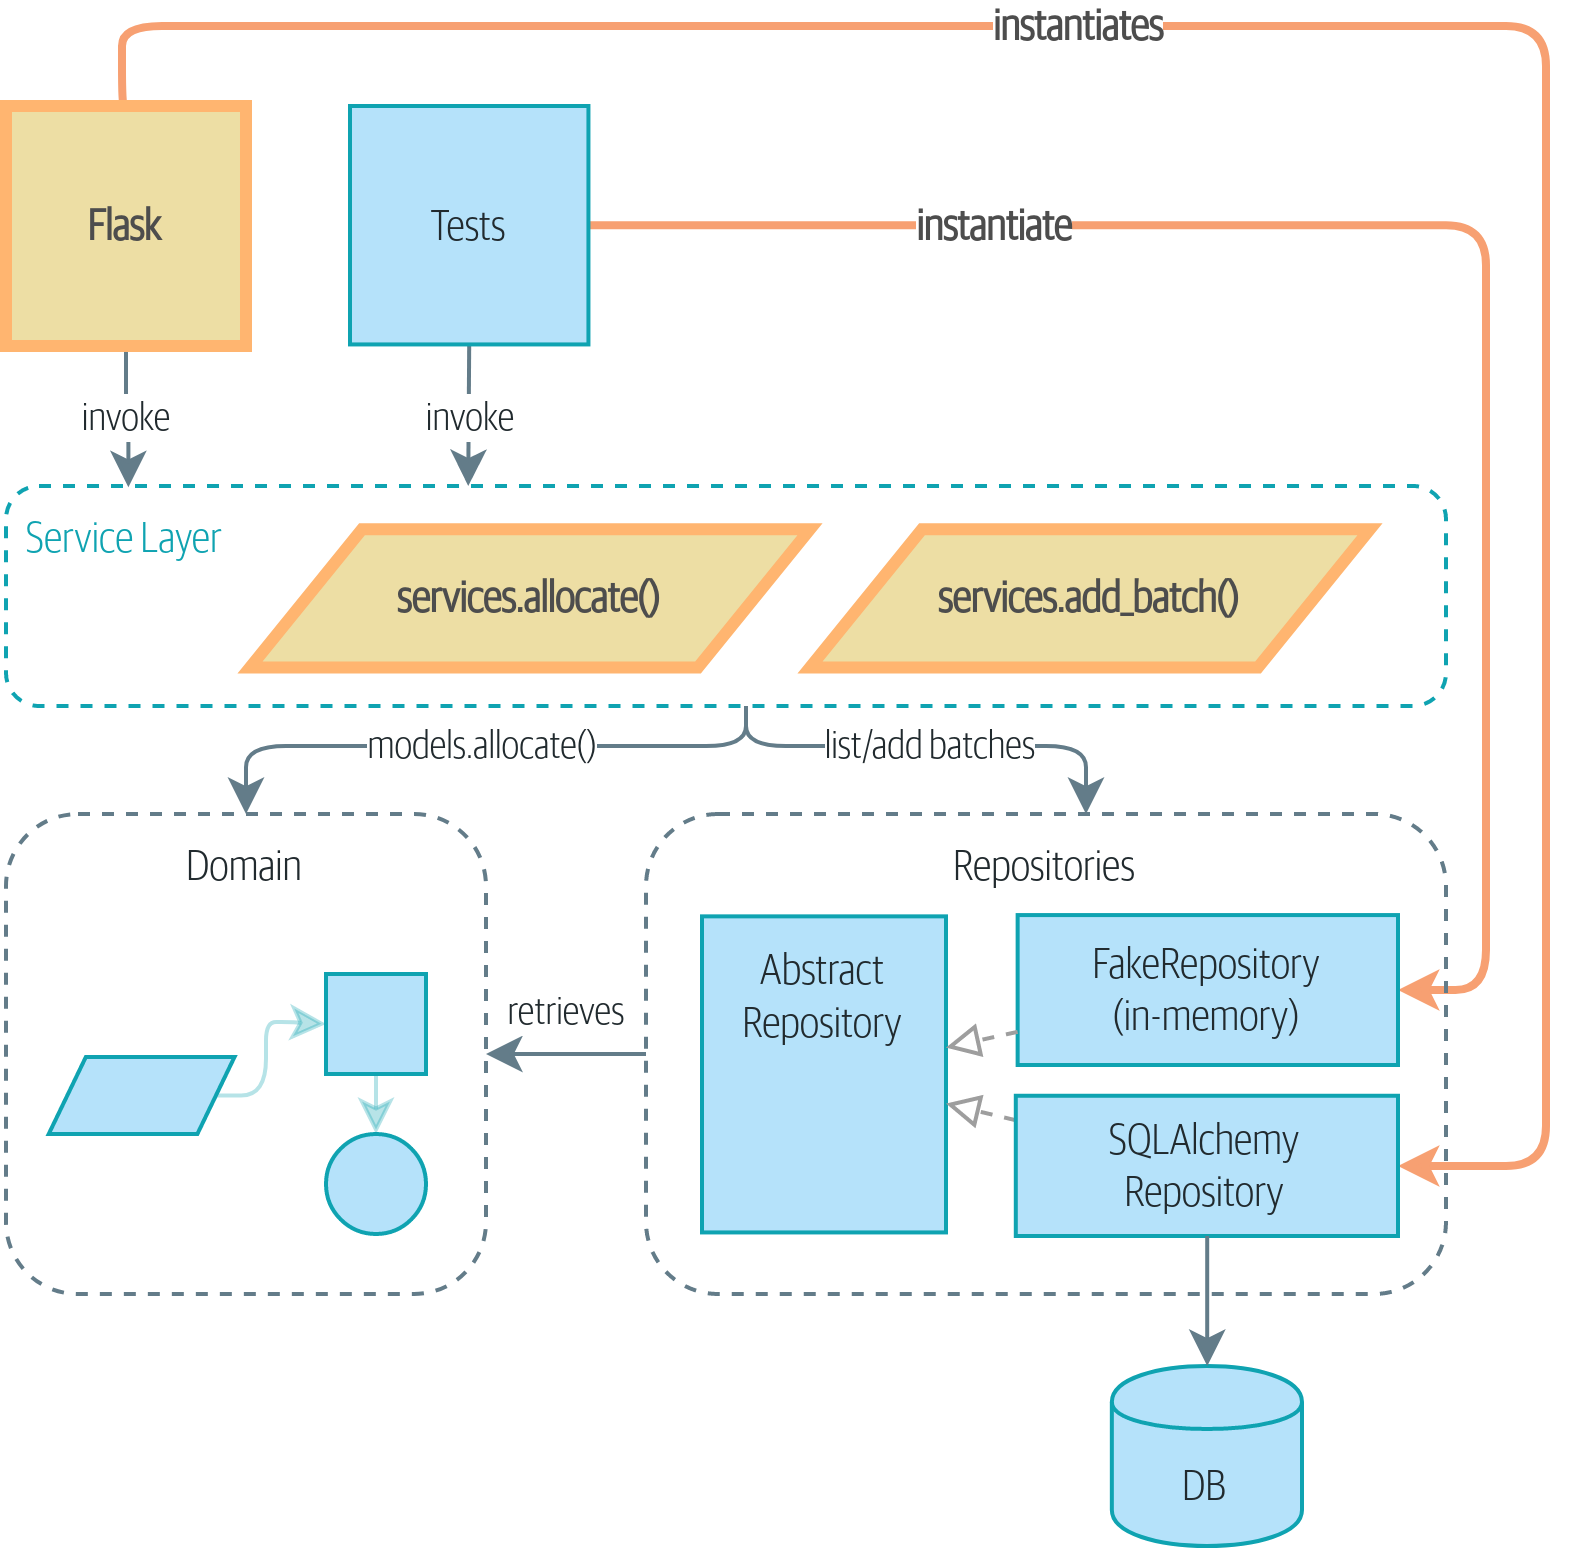 instantiates
Flask
Tests
instantiate
invoke
invoke
Service Layer
services.allocate()
services.add_batch()
models.allocate()
list/add batches
Domain
Repositories
Abstract
Repository
FakeRepository
(in-memory)
retrieves
SQLAlchemy
Repository
DB